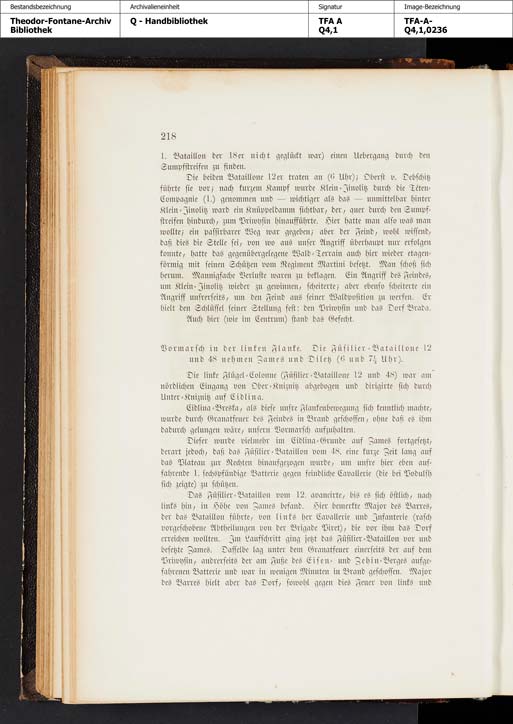 Bestandsbezeichnung Archivalieneinheit Signatur Image-Bezeichnung
Theodor-Fontane-Archiv Q - Handbibliothek TFA A TFA-A-
Bibliothek Q4,1 Q4,1,0236
218
1. Bataillon der 18er nicht geglückt war) einen Uebergang durch den
Sumpfstreifen zu finden.
Die beiden Bataillone 12er traten an (6 Uhr); Oberst v. Debschitz
führte sie vor; nach kurzem Kampf wurde Klein-Jinolitz durch die Téten-
Compagnie (1.) genommen und — wichtiger als das — unmittelbar hinter
Klein-Jinolitz ward ein Knüppeldamm sichtbar, der, quer durch den Sumpf-
streifen hindurch, zum Priwysin hinaufführte. Hier hatte man also was man
wollte; ein passirbarer Weg war gegeben; aber der Feind, wohl wissend,
daß dies die Stelle sei, von wo aus unser Angriff überhaupt nur erfolgen
konnte, hatte das gegenübergelegene Wald-Terrain auch hier wieder etagen-
förmig mit seinen Schützen vom Regiment Martini besetzt. Man schoß sich
herum. Mannigfache Verluste waren zu beklagen. Ein Angriff des Feindes,
um Klein-Jinolitz wieder zu gewinnen, scheiterte; aber ebenso scheiterte ein
Angriff unsrerseits, um den Feind aus seiner Waldposition zu werfen. Er
hielt den Schlüssel seiner Stellung fest: den Priwysin und das Dorf Brada.
Auch hier (wie im Centrum) stand das Gefecht.
Vormarsch in der linken Flanke. Die Füsilier-Bataillone 12
und 48 nehmen Zames und Diletz (6 und 7½ Uhr).
Die linke Flügel-Colonne (Füsilier-Bataillone 12 und 48) war am
nördlichen Eingang von Ober-Kniznitz abgebogen und dirigirte sich durch
Unter-Kniznitz auf Eidlina.
Eidlina-Breska, als diese unsre Flankenbewegung sich kenntlich machte,
wurde durch Granatfeuer des Feindes in Brand geschossen, ohne daß es ihm
dadurch gelungen wäre, unsern Vormarsch aufzuhalten.
Dieser wurde vielmehr im Eidlina-Grunde auf Zames fortgesetzt,
derart jedoch, daß das Füsilier-Bataillon vom 48. eine kurze Zeit lang auf
das Plateau zur Rechten hinaufgezogen wurde, um unsre hier eben auf-
fahrende 1. sechspfündige Batterie gegen feindliche Cavallerie (die bei Podulsch
sich zeigte) zu schützen.
Das Füsilier-Bataillon vom 12. avancirte, bis es sich östlich, nach
links hin, in Höhe von Zames befand. Hier bemerkte Major des Barres,
der das Bataillon führte, von links her Cavallerie und Infanterie (rasch
vorgeschobene Abtheilungen von der Brigade Piret), die vor ihm das Dorf
erreichen wollten. Im Laufschritt ging jetzt das Füsilier-Bataillon vor und
besetzte Zames. Dasselbe lag unter dem Granatfeuer einerseits der auf dem
Priwysin, andrerseits der am Fuße des Eisen- und Zebin-Berges aufge-
fahrenen Batterie und war in wenigen Minuten in Brand geschossen. Major
des Barres hielt aber das Dorf, sowohl gegen dies Feuer von links und